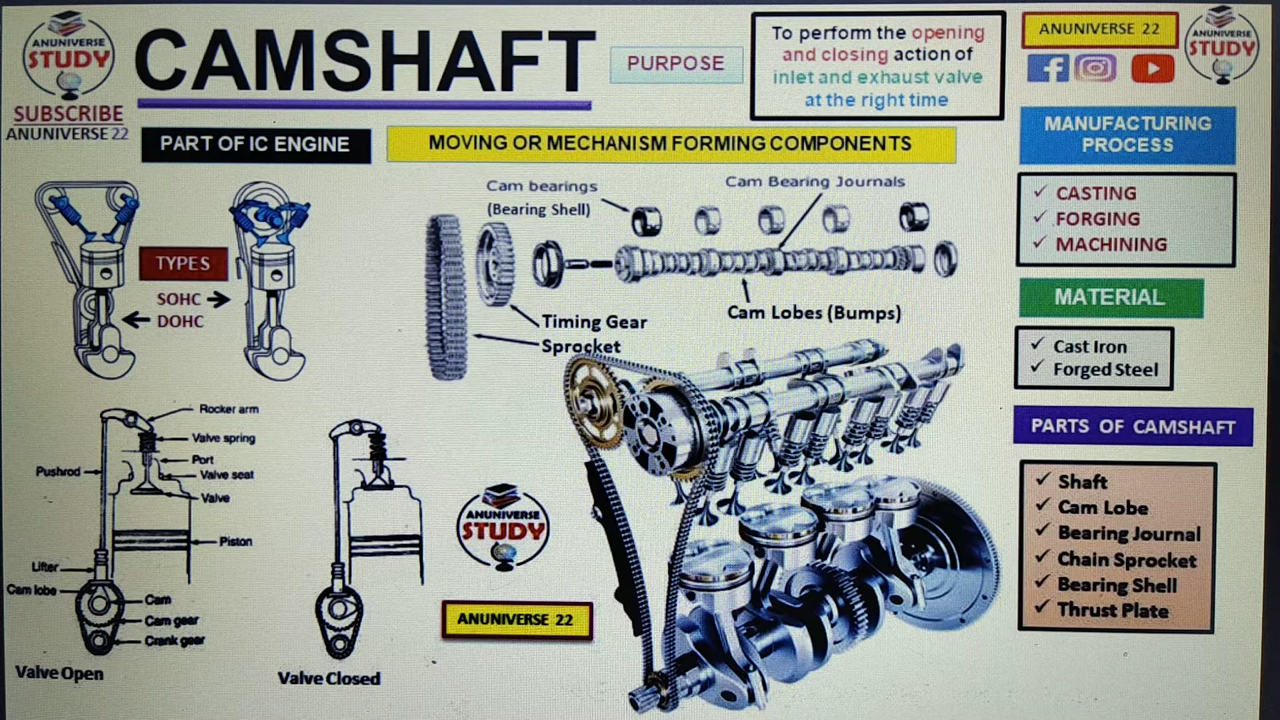 ANUNIVERSE
STUDY
SUBSCRIBE
ANUNIVERSE 22
CAMSHAFT
PURPOSE
To perform the opening
and closing action of
inlet and exhaust valve
at the right time
ANUNIVERSE 22
ANUNIVERSE
STUDY
PART OF IC ENGINE
MOVING OR MECHANISM FORMING COMPONENTS
MANUFACTURING
PROCESS
✓ CASTING
✓ FORGING
✓ MACHINING
TYPES
SOHC
DOHC
Cam bearings
(Bearing Shell)
Cam Bearing Journals
Timing Gear
Sprocket
Cam Lobes (Bumps)
MATERIAL
✓ Cast Iron
✓ Forged Steel
PARTS OF CAMSHAFT
✓ Shaft
✓ Cam Lobe
✓ Bearing Journal
✓ Chain Sprocket
✓ Bearing Shell
✓ Thrust Plate
Rocker arm
Valve spring
Port
Pushrod
Valve seat
Valve
Piston
Lifter
Cam lobe
Cam
Cam gear
Crank gear
Valve Open
Valve Closed
ANUNIVERSE
STUDY
ANUNIVERSE 22